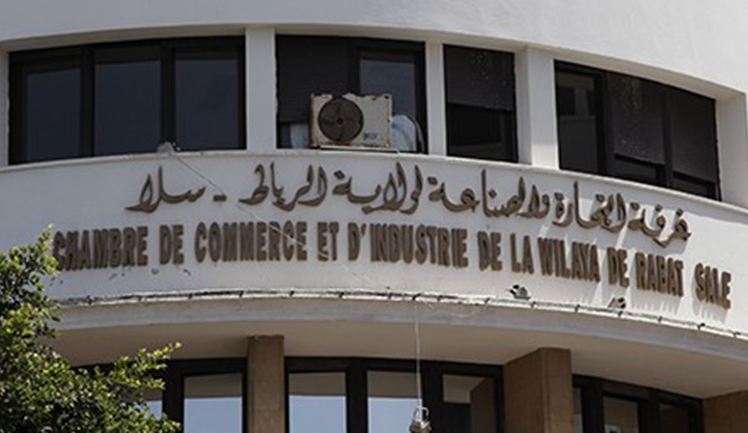 غرفة التجارة والصناعة لولاية الرباط - سلا
CHAMBRE DE COMMERCE ET D'INDUSTRIE DE LA WILAYA DE RABAT SALE